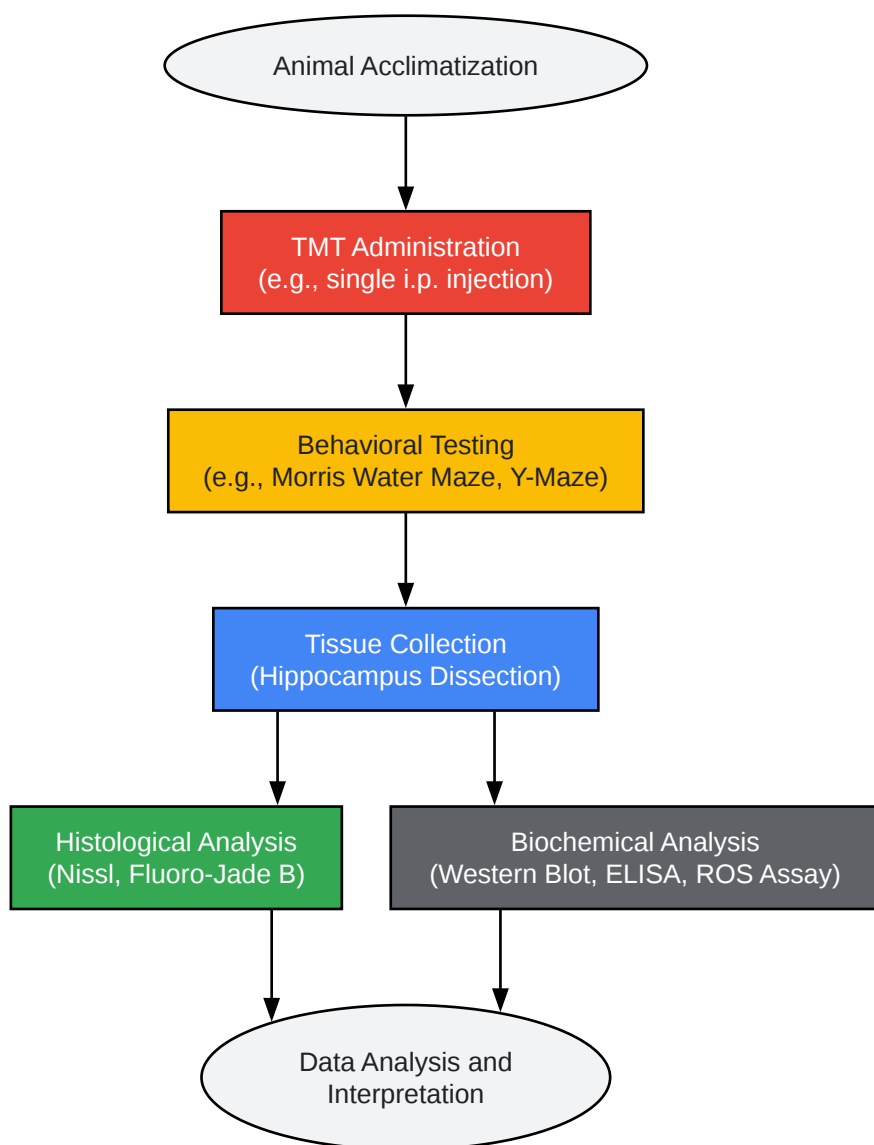 Animal Acclimatization
TMT Administration
(e.g., single i.p. injection)
Behavioral Testing
(e.g., Morris Water Maze, Y-Maze)
Tissue Collection
(Hippocampus Dissection)
Histological Analysis
(Nissl, Fluoro-Jade B)
Biochemical Analysis
(Western Blot, ELISA, ROS Assay)
Data Analysis and
Interpretation